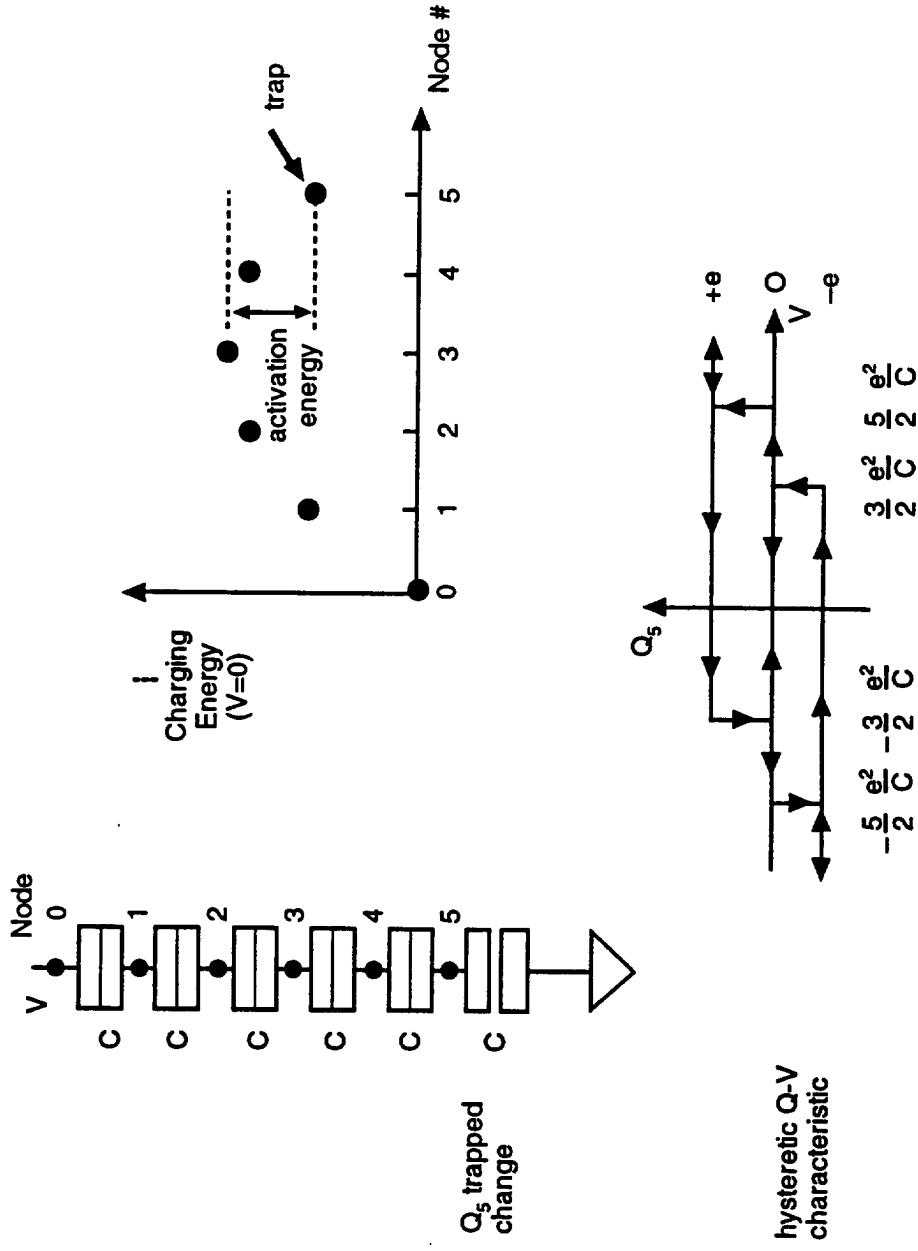 Node
V
0
C
1
C
2
C
3
C
4
C
5
C
Q₅ trapped
change
Charging
Energy
(V=0)
activation
energy
trap
0
1
2
3
4
5
Node #
hysteretic Q-V
characteristic
Q₅
+e
O
−e
V
−5/2 e²/C
−3/2 e²/C
3/2 e²/C
5/2 e²/C